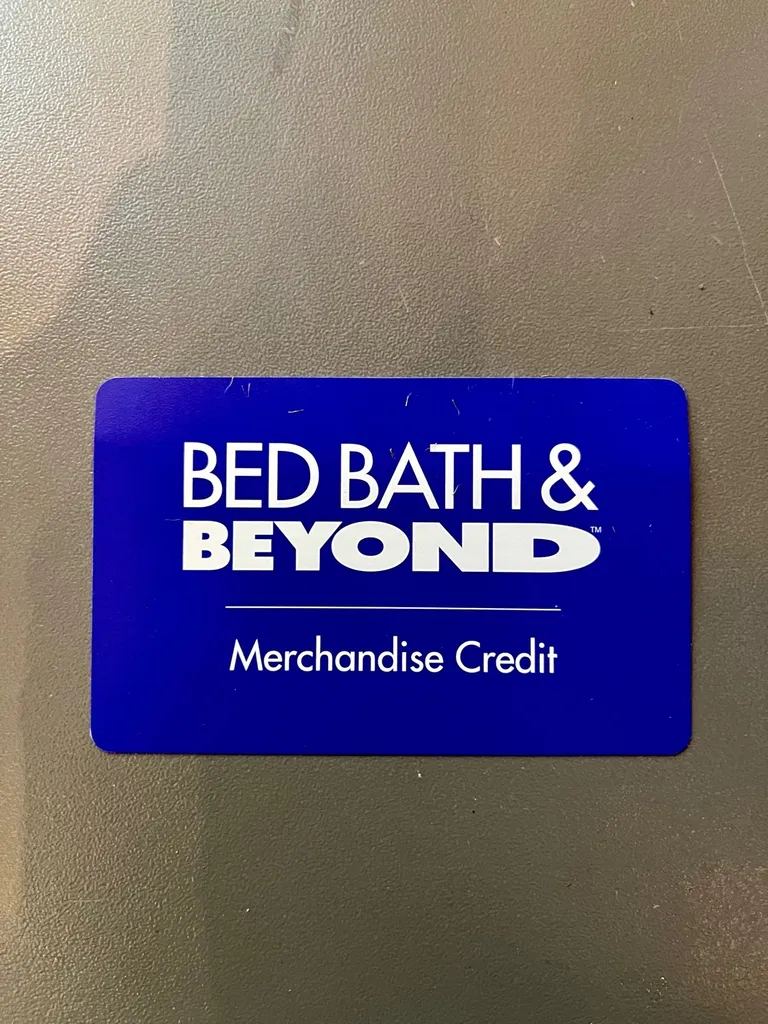 BED BATH &
BEYOND™
Merchandise Credit